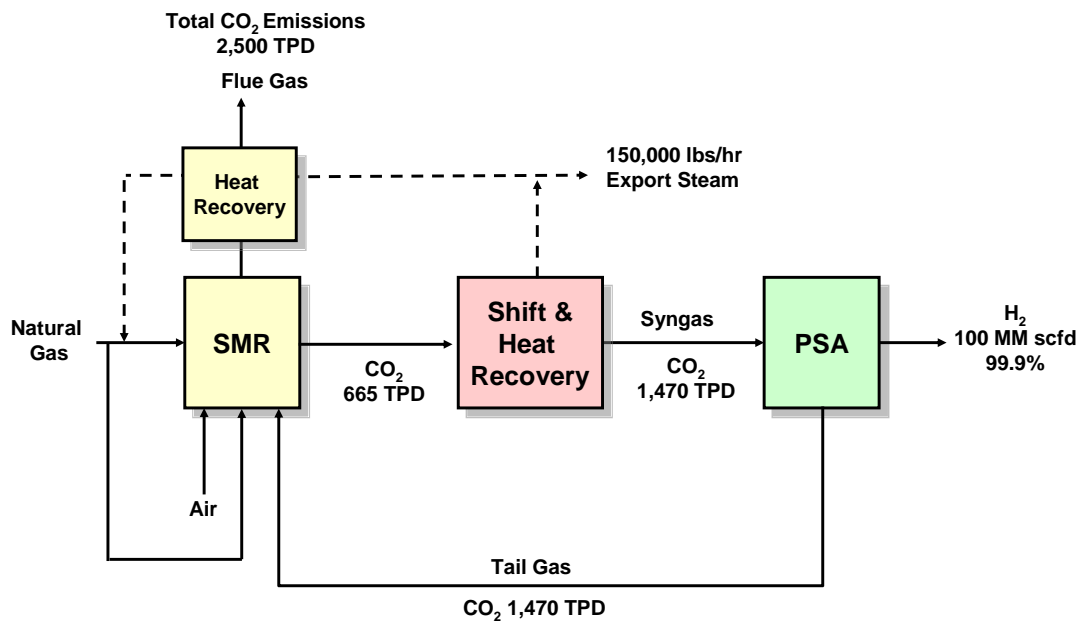 Total CO₂ Emissions
2,500 TPD
Flue Gas
Heat
Recovery
150,000 lbs/hr
Export Steam
Natural
Gas
SMR
CO₂
665 TPD
Shift &
Heat
Recovery
Syngas
CO₂
1,470 TPD
PSA
H₂
100 MM scfd
99.9%
Air
Tail Gas
CO₂ 1,470 TPD